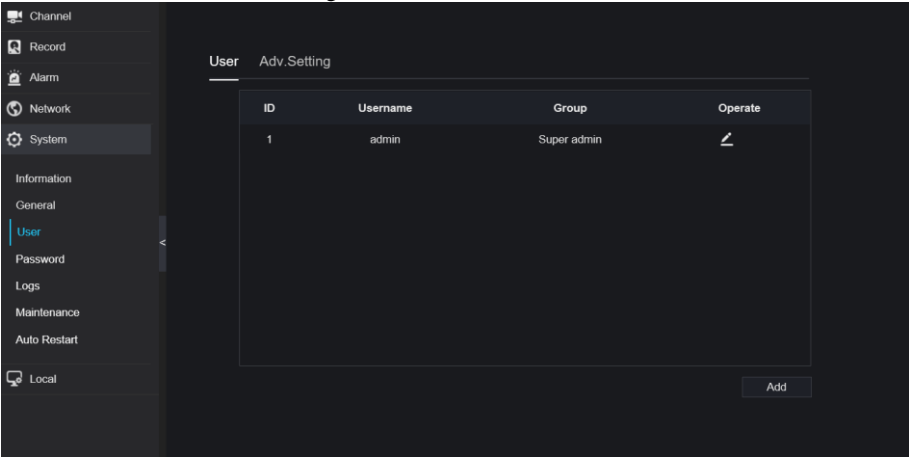 Channel
Record
Alarm
Network
System
Information
General
User
Password
Logs
Maintenance
Auto Restart
Local
<
User Adv.Setting
ID Username Group Operate
1 admin Super admin
Add